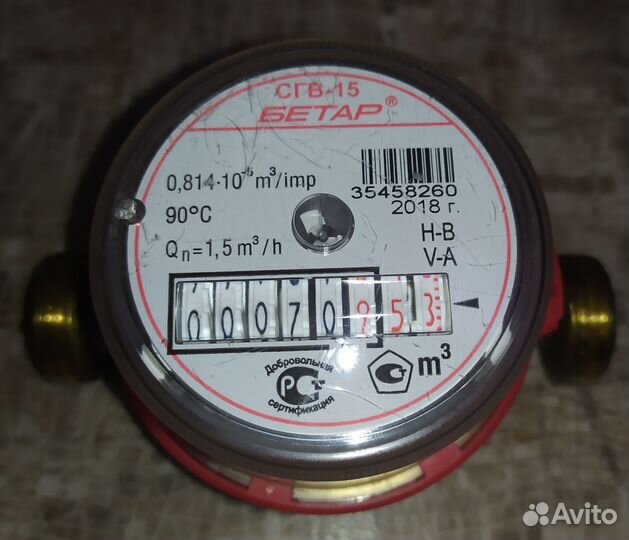 СГВ-15
БЕТАР®
0,814·10⁻⁵ m³/imp
35458260
2018 г.
90°C
H-B
Qn=1,5 m³/h
V-A
00070953
m³
Добровольная
РСт
сертификация
Avito